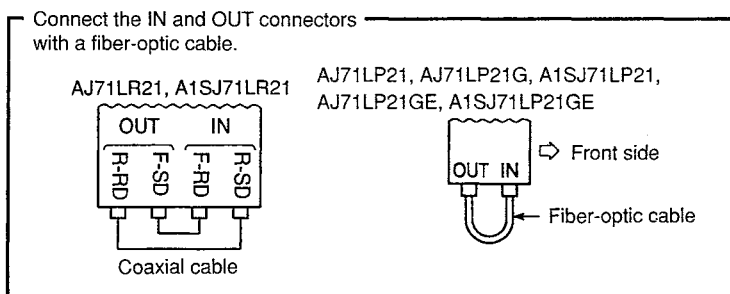 Connect the IN and OUT connectors
with a fiber-optic cable.
AJ71LR21, A1SJ71LR21
OUT IN
R-RD F-SD F-RD R-SD
Coaxial cable
AJ71LP21, AJ71LP21G, A1SJ71LP21,
AJ71LP21GE, A1SJ71LP21GE
Front side
OUT IN
Fiber-optic cable